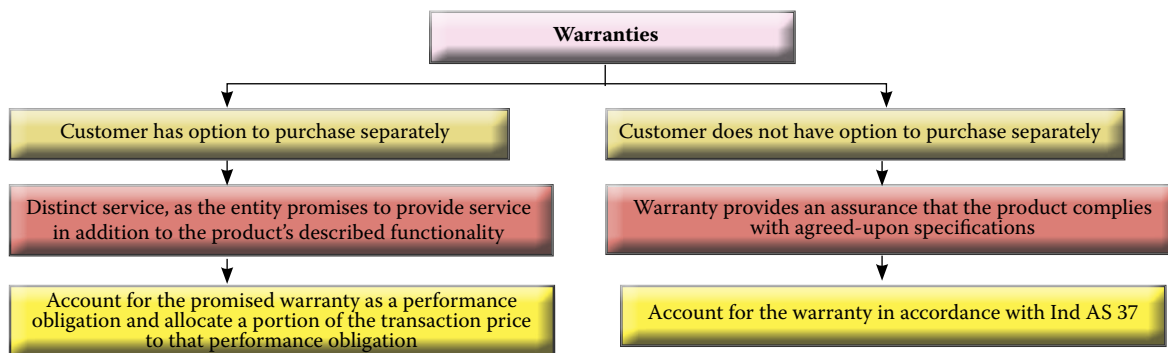 Warranties
Customer has option to purchase separately
Customer does not have option to purchase separately
Distinct service, as the entity promises to provide service
in addition to the product's described functionality
Warranty provides an assurance that the product complies
with agreed-upon specifications
Account for the promised warranty as a performance
obligation and allocate a portion of the transaction price
to that performance obligation
Account for the warranty in accordance with Ind AS 37